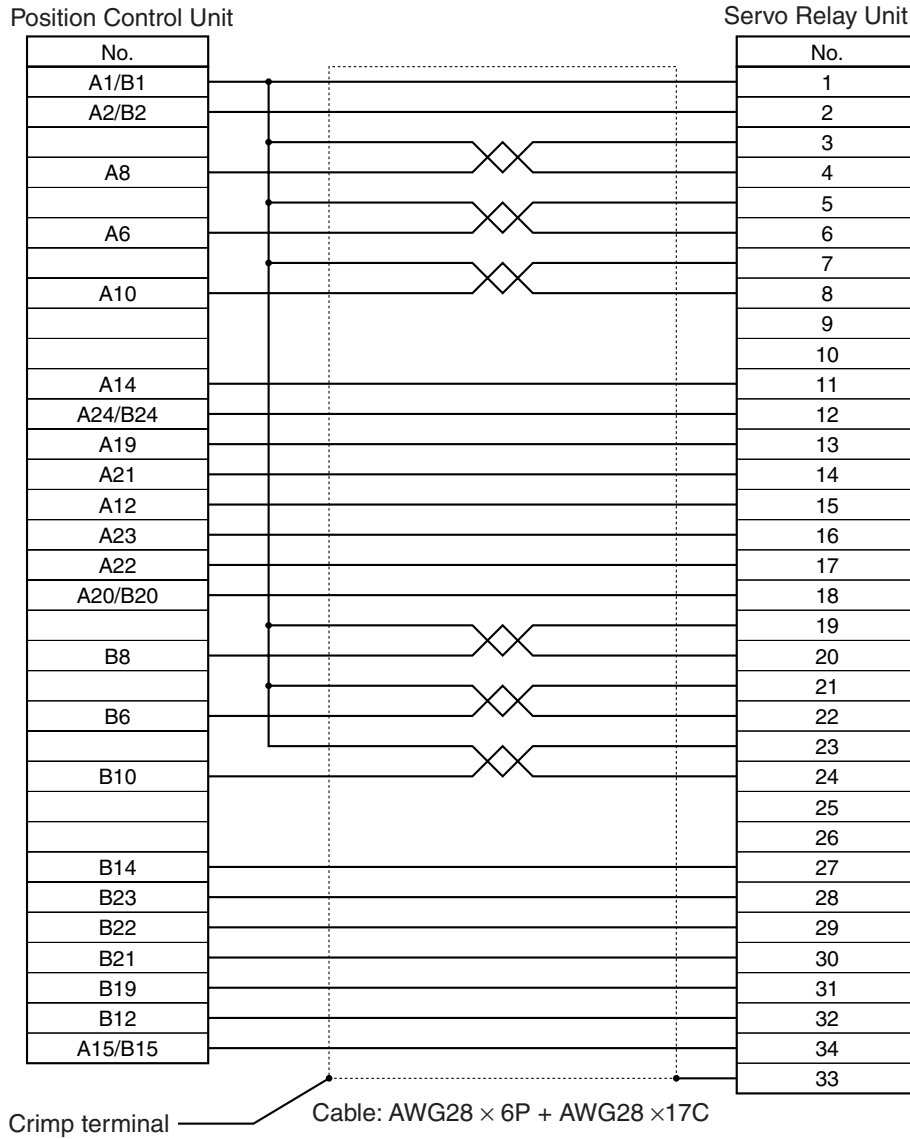 Position Control Unit Servo Relay Unit
No. No.
A1/B1 1
A2/B2 2
3
A8 4
5
A6 6
7
A10 8
9
10
A14 11
A24/B24 12
A19 13
A21 14
A12 15
A23 16
A22 17
A20/B20 18
19
B8 20
21
B6 22
23
B10 24
25
26
B14 27
B23 28
B22 29
B21 30
B19 31
B12 32
A15/B15 34
33
Crimp terminal Cable: AWG28 × 6P + AWG28 ×17C